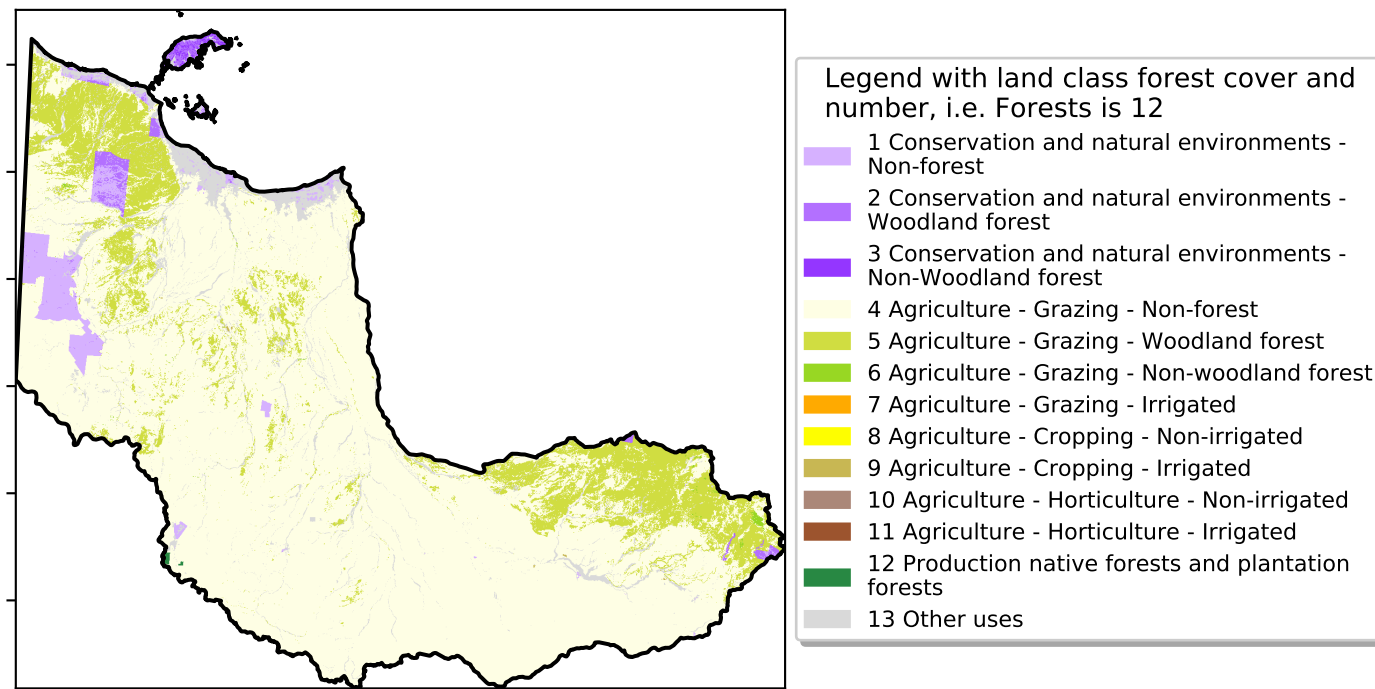 Legend with land class forest cover and
number, i.e. Forests is 12
1 Conservation and natural environments -
Non-forest
2 Conservation and natural environments -
Woodland forest
3 Conservation and natural environments -
Non-Woodland forest
4 Agriculture - Grazing - Non-forest
5 Agriculture - Grazing - Woodland forest
6 Agriculture - Grazing - Non-woodland forest
7 Agriculture - Grazing - Irrigated
8 Agriculture - Cropping - Non-irrigated
9 Agriculture - Cropping - Irrigated
10 Agriculture - Horticulture - Non-irrigated
11 Agriculture - Horticulture - Irrigated
12 Production native forests and plantation
forests
13 Other uses